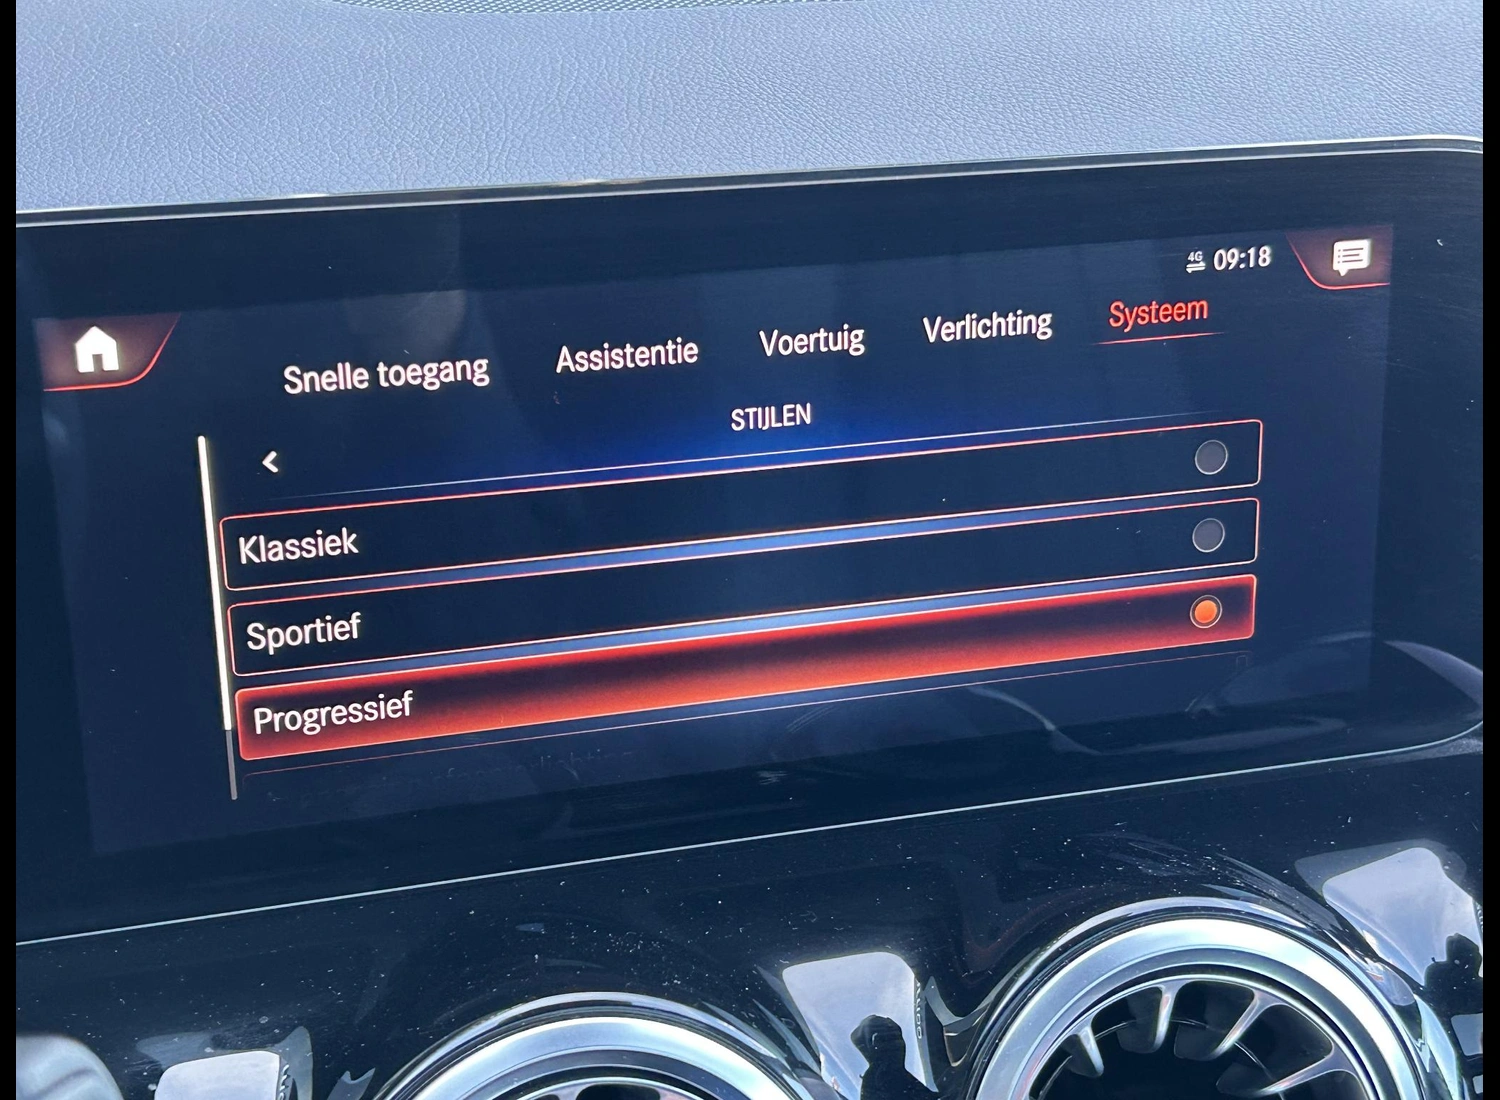 4G 09:18
Snelle toegang Assistentie Voertuig Verlichting Systeem
STIJLEN
Klassiek
Sportief
Progressief